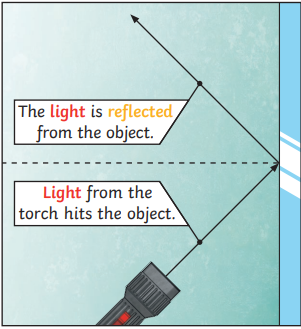 The light is reflected
from the object.
Light from the
torch hits the object.